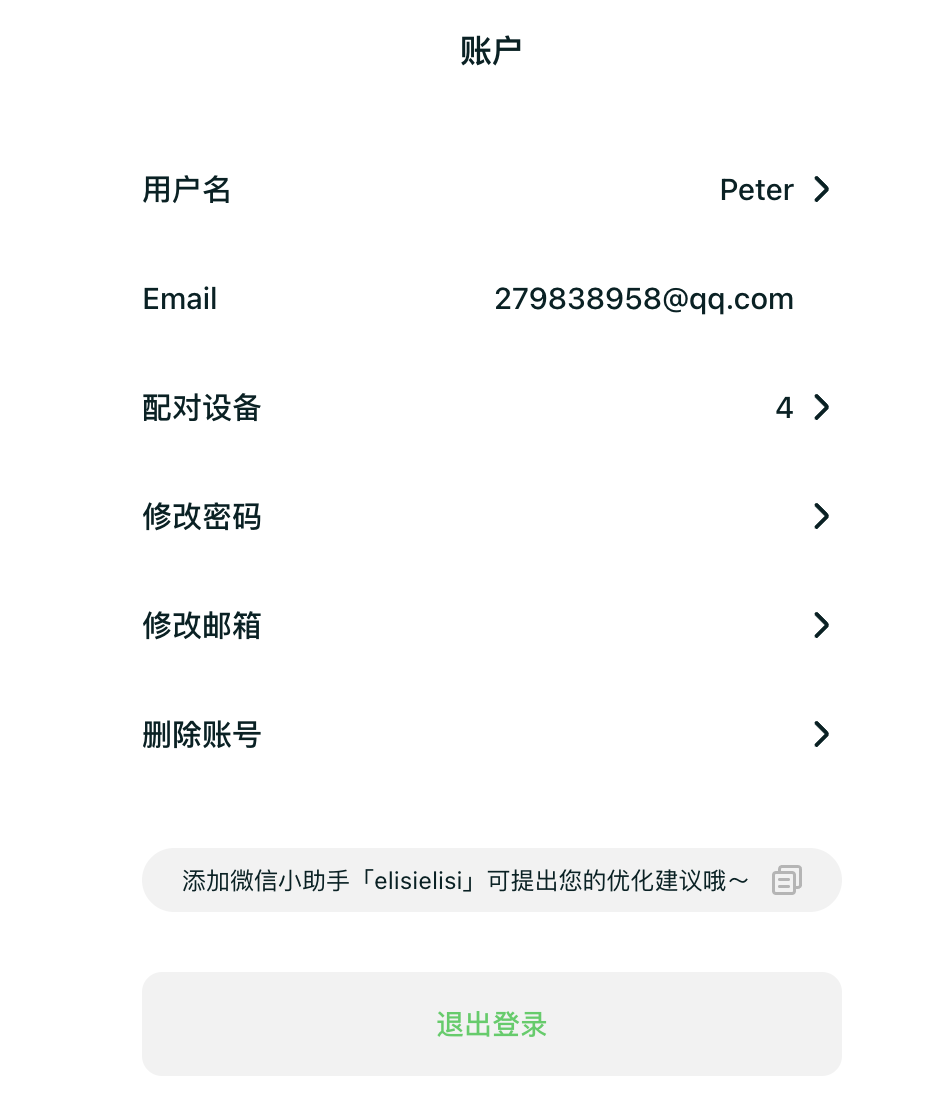 账户
用户名 Peter
Email 279838958@qq.com
配对设备 4
修改密码
修改邮箱
删除账号
添加微信小助手「elisielisi」可提出您的优化建议哦～
退出登录